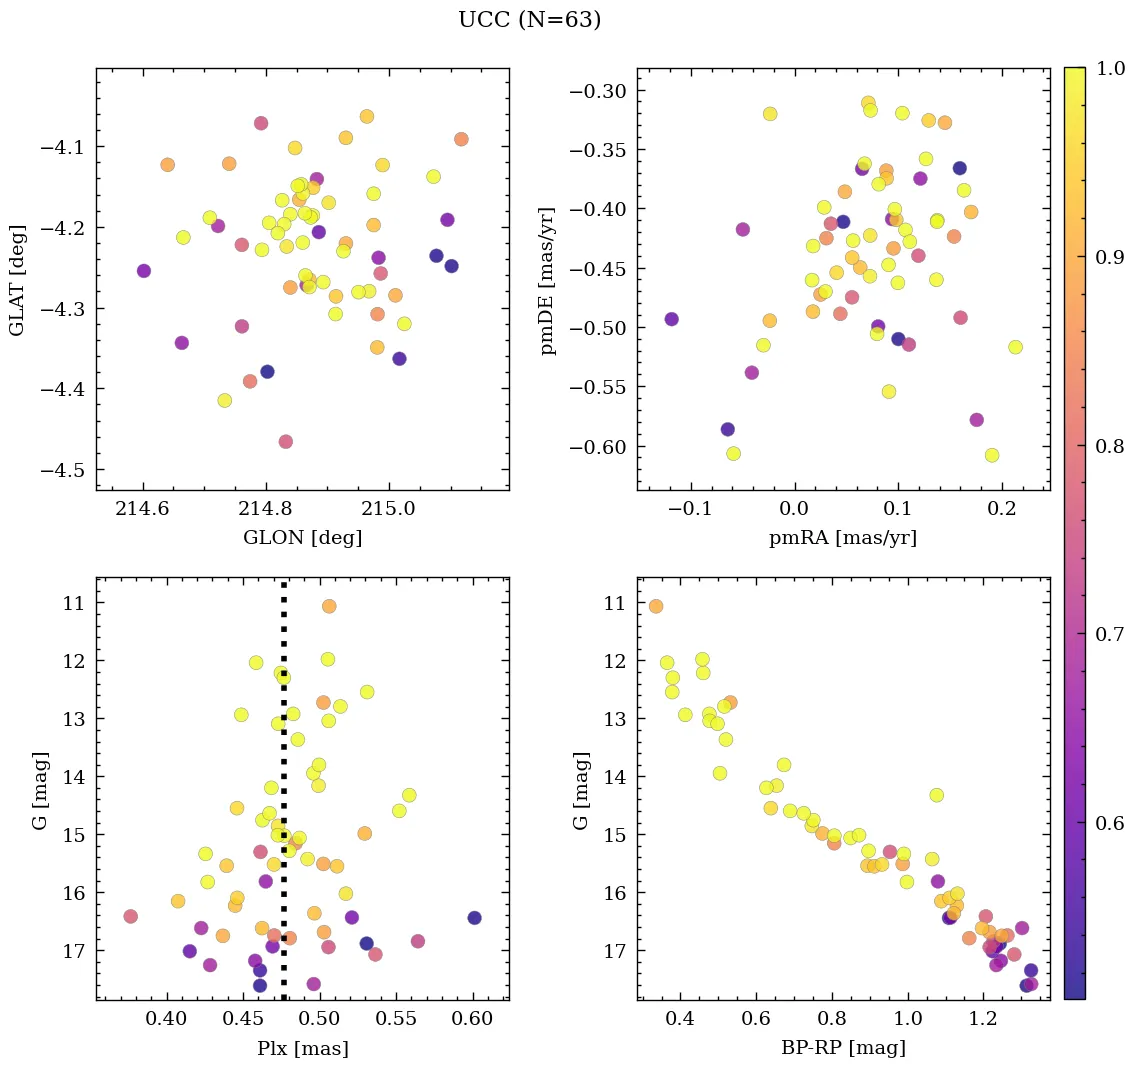 UCC (N=63)
−4.1
−4.2
−4.3
−4.4
−4.5
GLAT [deg]
214.6 214.8 215.0
GLON [deg]
−0.30
−0.35
−0.40
−0.45
−0.50
−0.55
−0.60
pmDE [mas/yr]
−0.1 0.0 0.1 0.2
pmRA [mas/yr]
1.0
0.9
0.8
0.7
0.6
11
12
13
14
15
16
17
G [mag]
0.40 0.45 0.50 0.55 0.60
Plx [mas]
11
12
13
14
15
16
17
G [mag]
0.4 0.6 0.8 1.0 1.2
BP-RP [mag]